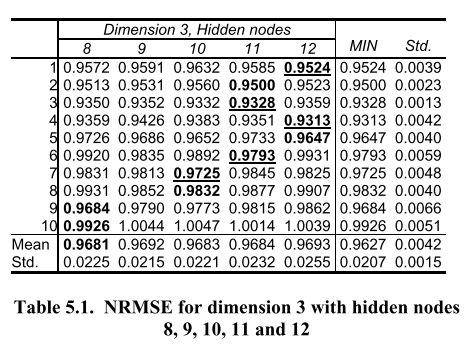 Dimension 3, Hidden nodes
8 9 10 11 12 MIN Std.
1 0.9572 0.9591 0.9632 0.9585 0.9524 0.9524 0.0039
2 0.9513 0.9531 0.9560 0.9500 0.9523 0.9500 0.0023
3 0.9350 0.9352 0.9332 0.9328 0.9359 0.9328 0.0013
4 0.9359 0.9426 0.9383 0.9351 0.9313 0.9313 0.0042
5 0.9726 0.9686 0.9652 0.9733 0.9647 0.9647 0.0040
6 0.9920 0.9835 0.9892 0.9793 0.9931 0.9793 0.0059
7 0.9831 0.9813 0.9725 0.9845 0.9825 0.9725 0.0048
8 0.9931 0.9852 0.9832 0.9877 0.9907 0.9832 0.0040
9 0.9684 0.9790 0.9773 0.9815 0.9862 0.9684 0.0066
10 0.9926 1.0044 1.0047 1.0014 1.0039 0.9926 0.0051
Mean 0.9681 0.9692 0.9683 0.9684 0.9693 0.9627 0.0042
Std. 0.0225 0.0215 0.0221 0.0232 0.0255 0.0207 0.0015
Table 5.1. NRMSE for dimension 3 with hidden nodes
8, 9, 10, 11 and 12